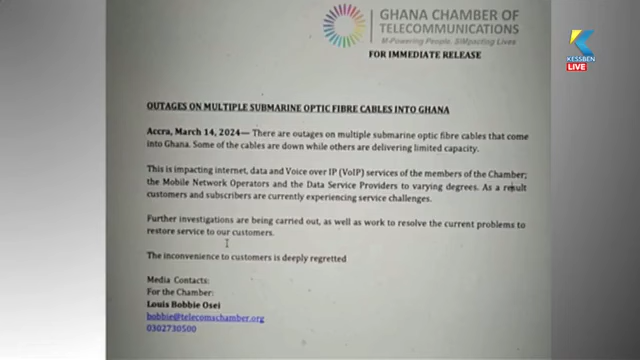 GHANA CHAMBER OF
TELECOMMUNICATIONS
M-Powering People, SIMpacting Lives
FOR IMMEDIATE RELEASE
KESSBEN
LIVE
OUTAGES ON MULTIPLE SUBMARINE OPTIC FIBRE CABLES INTO GHANA
Accra, March 14, 2024— There are outages on multiple submarine optic fibre cables that come
into Ghana. Some of the cables are down while others are delivering limited capacity.
This is impacting internet, data and Voice over IP (VoIP) services of the members of the Chamber;
the Mobile Network Operators and the Data Service Providers to varying degrees. As a result
customers and subscribers are currently experiencing service challenges.
Further investigations are being carried out, as well as work to resolve the current problems to
restore service to our customers.
The inconvenience to customers is deeply regretted
Media Contacts:
For the Chamber:
Louis Bobbie Osei
bobbie@telecomschamber.org
0302730500